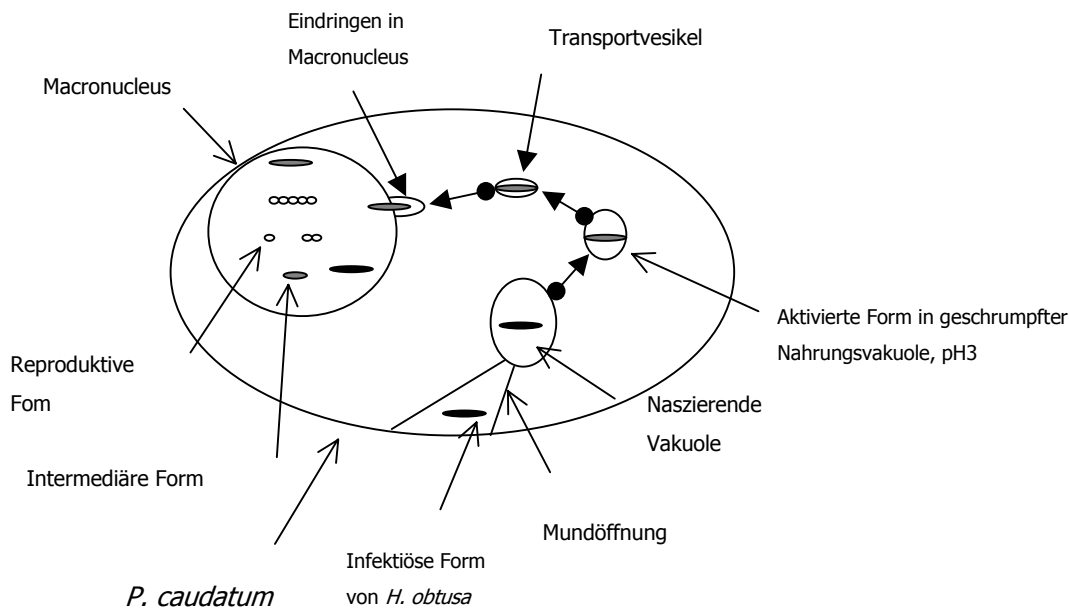 Eindringen in
Macronucleus
Transportvesikel
Macronucleus
Aktivierte Form in geschrumpfter
Nahrungsvakuole, pH3
Reproduktive
Fom
Naszierende
Vakuole
Intermediäre Form
Mundöffnung
Infektiöse Form
von H. obtusa
P. caudatum